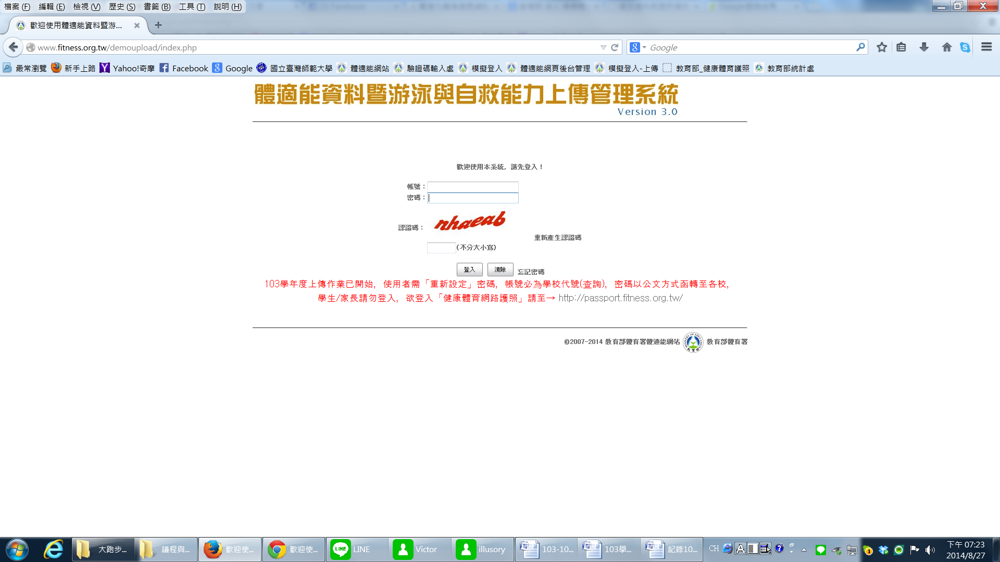 檔案 (F) 編輯 (E) 檢視 (V) 歷史 (S) 書籤 (B) 工具 (T) 說明 (H)
歡迎使用體適能資料暨游...
www.fitness.org.tw/demoupload/index.php
Google
最常瀏覽 新手上路 Yahoo!奇摩 Facebook Google 國立臺灣師範大學 體適能網站 驗證碼輸入處 模擬登入 體適能網頁後台管理 模擬登入-上傳 教育部_健康體育護照 教育部統計處
體適能資料暨游泳與自救能力上傳管理系統
Version 3.0
歡迎使用本系統, 請先登入！
帳號：
密碼：
認證碼：
nhaeab
重新產生認證碼
(不分大小寫)
登入 清除 忘記密碼
103學年度上傳作業已開始, 使用者需「重新設定」密碼, 帳號必為學校代號(查詢), 密碼以公文方式函轉至各校,
學生/家長請勿登入, 欲登入「健康體育網路護照」請至→ http://passport.fitness.org.tw/
©2007-2014 教育部體育署體適能網站 教育部體育署
大跑步... 議程與... 歡迎使... 歡迎使... LINE Victor illusory 103-10... 103學... 記錄10... CH
下午 07:23
2014/8/27